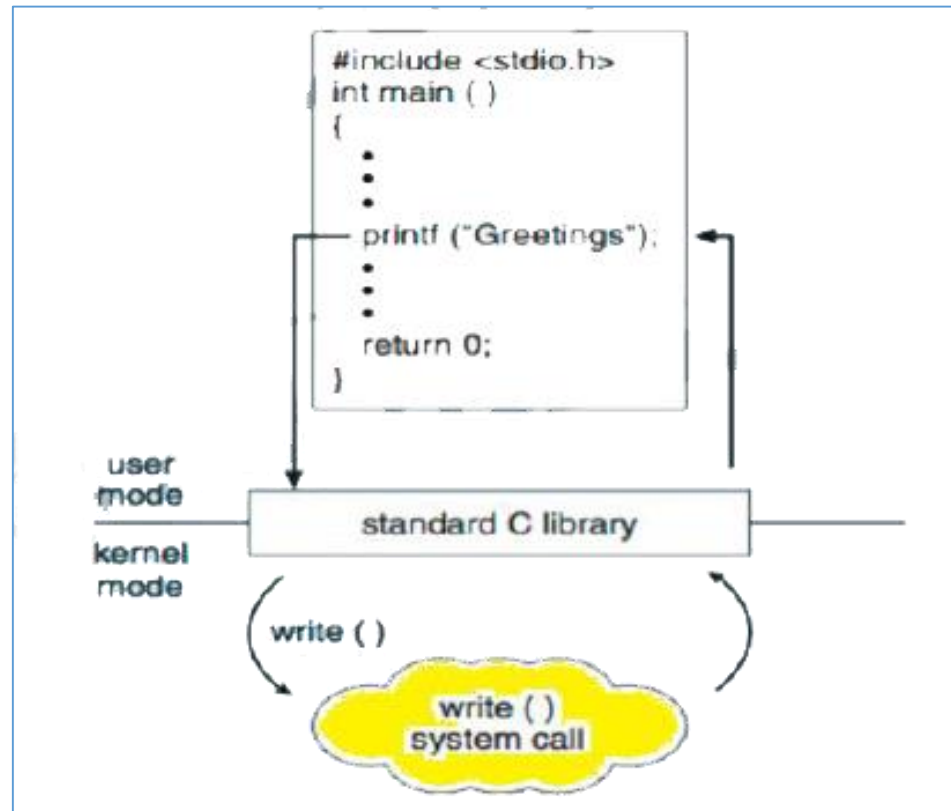 #include <stdio.h>
int main ( )
{
•
•
•
printf ("Greetings");
•
•
•
return 0;
}
user
mode
standard C library
kernel
mode
write ( )
write ( )
system call